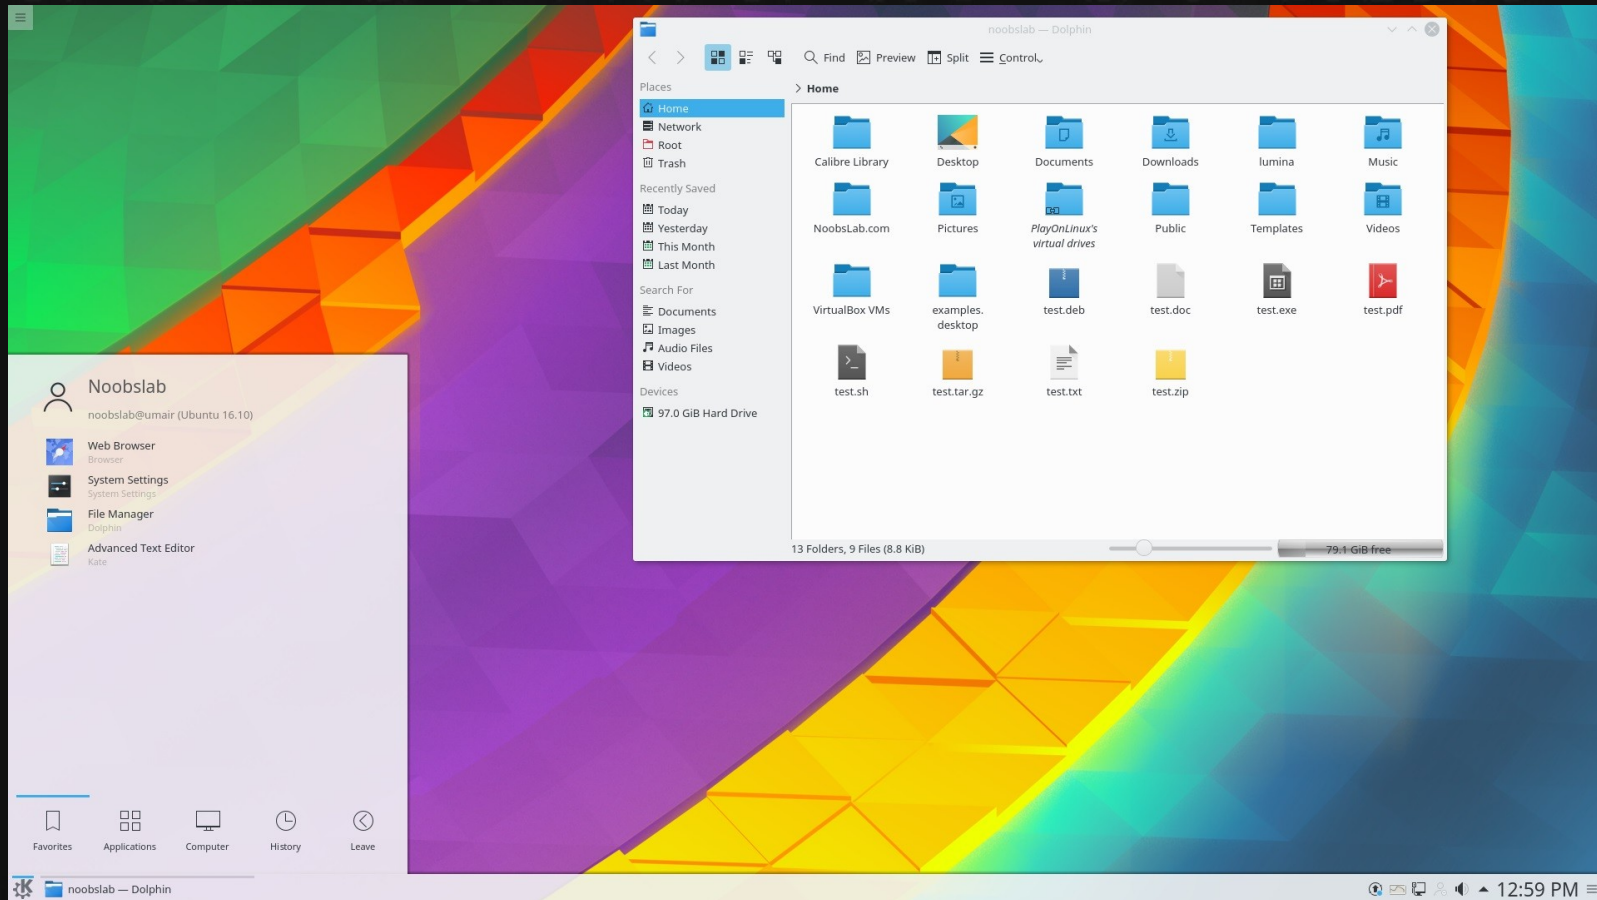 noobslab — Dolphin
Find Preview Split Control
Places
Home
Network
Root
Trash
Recently Saved
Today
Yesterday
This Month
Last Month
Search For
Documents
Images
Audio Files
Videos
Devices
97.0 GiB Hard Drive
Home
Calibre Library Desktop Documents Downloads lumina Music
NoobsLab.com Pictures PlayOnLinux's Public Templates Videos
virtual drives
VirtualBox VMs examples. test.deb test.doc test.exe test.pdf
desktop
test.sh test.tar.gz test.txt test.zip
13 Folders, 9 Files (8.8 KiB) 79.1 GiB free
Noobslab
noobslab@umair (Ubuntu 16.10)
Web Browser
Browser
System Settings
System Settings
File Manager
Dolphin
Advanced Text Editor
Kate
Favorites Applications Computer History Leave
noobslab — Dolphin 12:59 PM